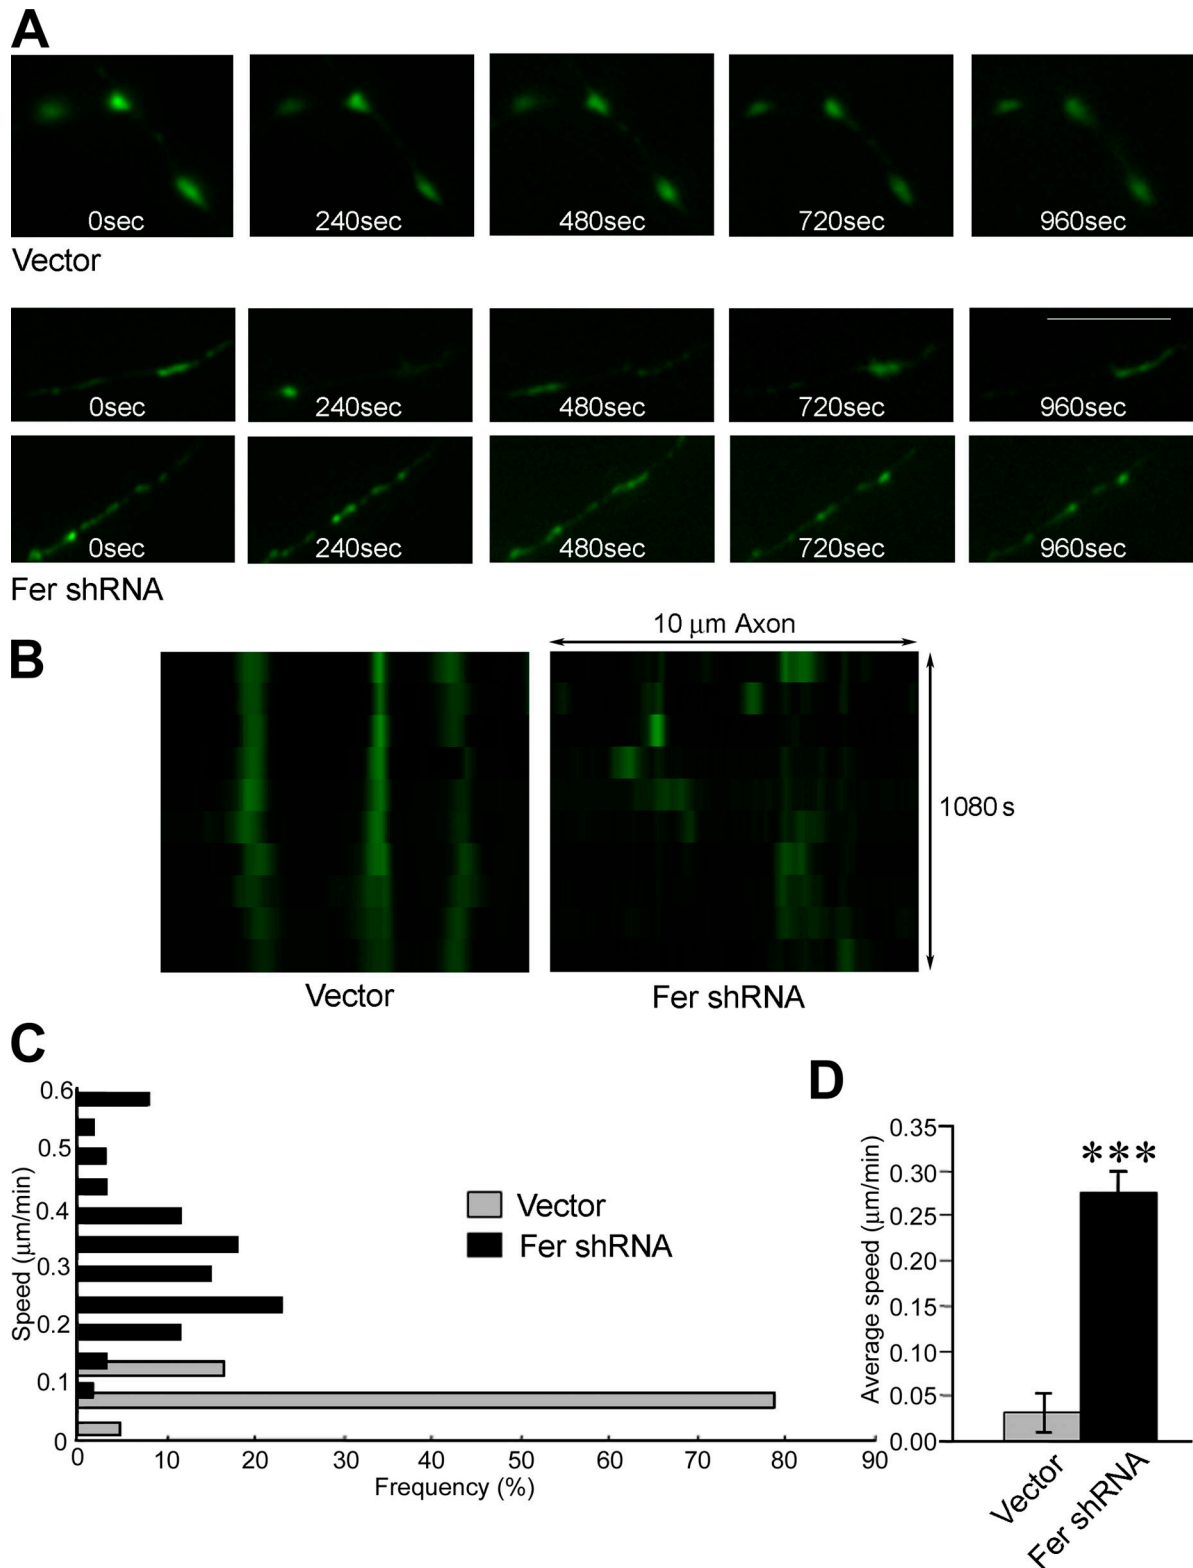 A
0sec 240sec 480sec 720sec 960sec
Vector
0sec 240sec 480sec 720sec 960sec
0sec 240sec 480sec 720sec 960sec
Fer shRNA
B
10 μm Axon
1080 s
Vector Fer shRNA
C
Speed (μm/min)
0.6
0.5
0.4
0.3
0.2
0.1
0
0 10 20 30 40 50 60 70 80 90
Frequency (%)
Vector
Fer shRNA
D
Average speed (μm/min)
0.35
0.30
0.25
0.20
0.15
0.10
0.05
0.00
***
Vector
Fer shRNA